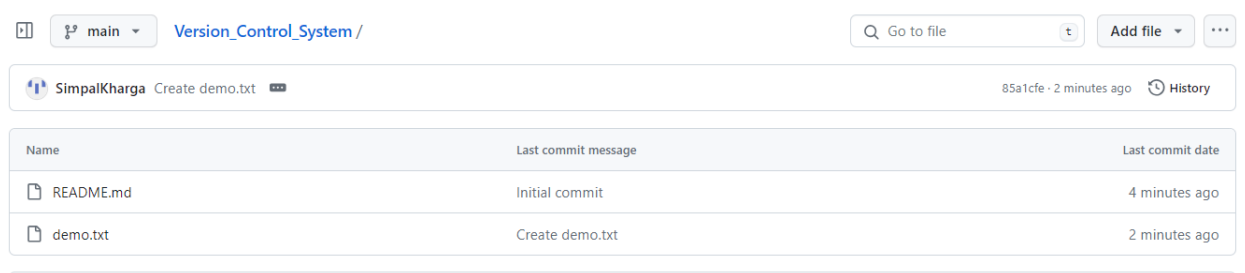 main Version_Control_System / Go to file t Add file
SimpalKharga Create demo.txt 85a1cfe · 2 minutes ago History
Name Last commit message Last commit date
README.md Initial commit 4 minutes ago
demo.txt Create demo.txt 2 minutes ago